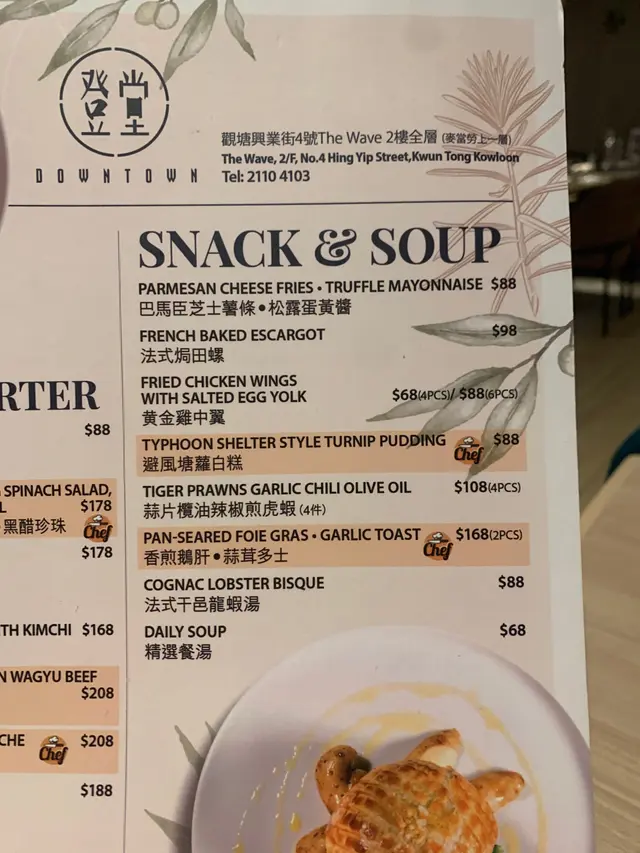 登堂
DOWNTOWN
觀塘興業街4號The Wave 2樓全層 (麥當勞上一層)
The Wave, 2/F, No.4 Hing Yip Street,Kwun Tong Kowloon
Tel: 2110 4103
RTER
$88
SPINACH SALAD,
L $178
黑醋珍珠 Chef
$178
TH KIMCHI $168
N WAGYU BEEF
$208
CHE Chef $208
$188
SNACK & SOUP
PARMESAN CHEESE FRIES • TRUFFLE MAYONNAISE $88
巴馬臣芝士薯條•松露蛋黃醬
FRENCH BAKED ESCARGOT $98
法式焗田螺
FRIED CHICKEN WINGS
WITH SALTED EGG YOLK $68(4PCS)/ $88(6PCS)
黄金雞中翼
TYPHOON SHELTER STYLE TURNIP PUDDING Chef $88
避風塘蘿白糕
TIGER PRAWNS GARLIC CHILI OLIVE OIL $108(4PCS)
蒜片欖油辣椒煎虎蝦 (4件)
PAN-SEARED FOIE GRAS • GARLIC TOAST Chef $168(2PCS)
香煎鵝肝•蒜茸多士
COGNAC LOBSTER BISQUE $88
法式干邑龍蝦湯
DAILY SOUP $68
精選餐湯